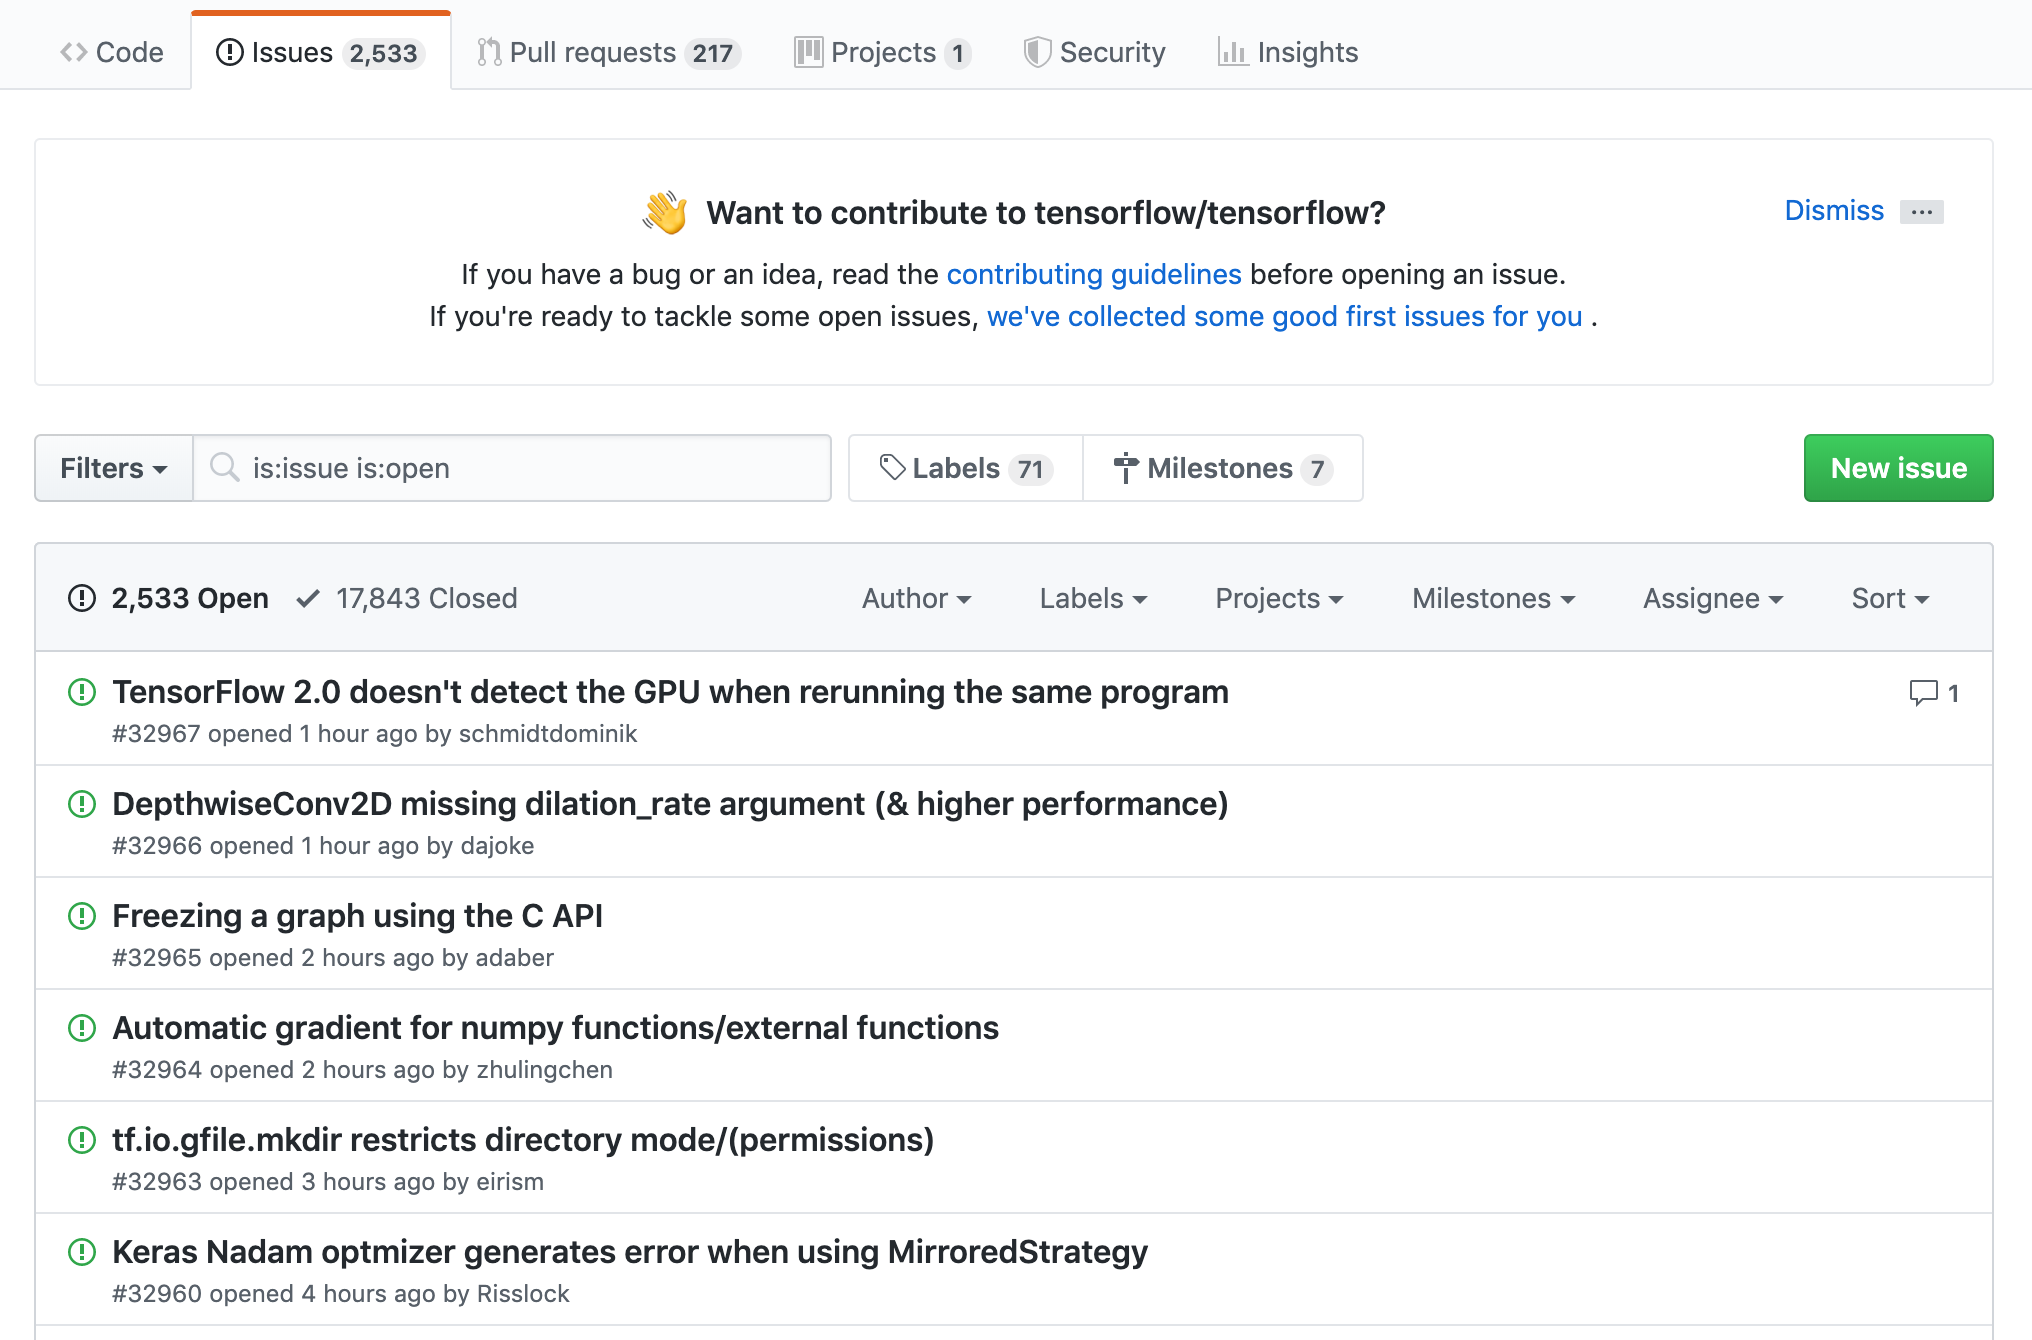 Code Issues 2,533 Pull requests 217 Projects 1 Security Insights
Want to contribute to tensorflow/tensorflow? Dismiss ...
If you have a bug or an idea, read the contributing guidelines before opening an issue.
If you're ready to tackle some open issues, we've collected some good first issues for you .
Filters is:issue is:open Labels 71 Milestones 7 New issue
2,533 Open 17,843 Closed Author Labels Projects Milestones Assignee Sort
TensorFlow 2.0 doesn't detect the GPU when rerunning the same program 1
#32967 opened 1 hour ago by schmidtdominik
DepthwiseConv2D missing dilation_rate argument (& higher performance)
#32966 opened 1 hour ago by dajoke
Freezing a graph using the C API
#32965 opened 2 hours ago by adaber
Automatic gradient for numpy functions/external functions
#32964 opened 2 hours ago by zhulingchen
tf.io.gfile.mkdir restricts directory mode/(permissions)
#32963 opened 3 hours ago by eirism
Keras Nadam optmizer generates error when using MirroredStrategy
#32960 opened 4 hours ago by Risslock